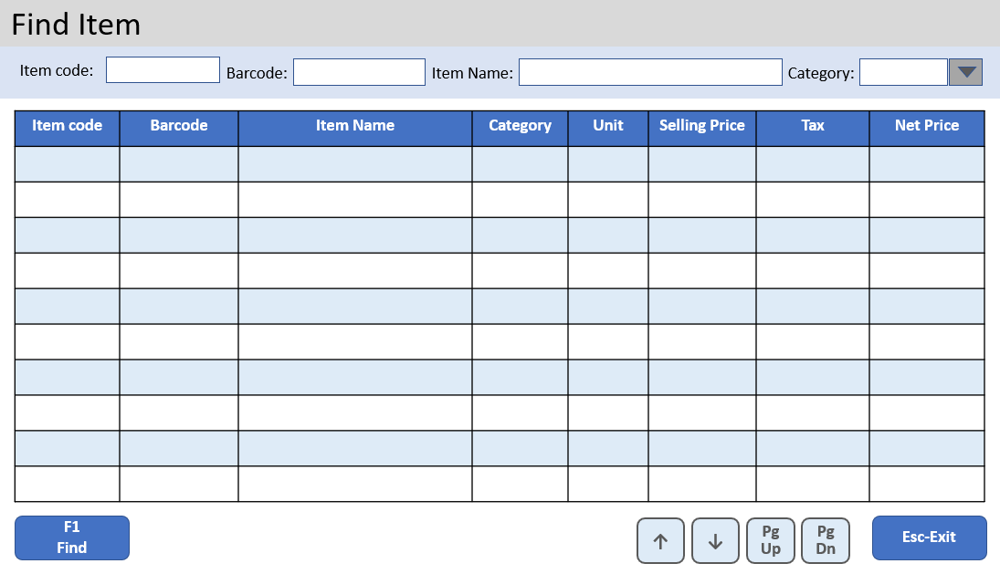 Find Item
Item code: Barcode: Item Name: Category:
Item code Barcode Item Name Category Unit Selling Price Tax Net Price
F1
Find
↑ ↓
Pg
Up
Pg
Dn
Esc-Exit